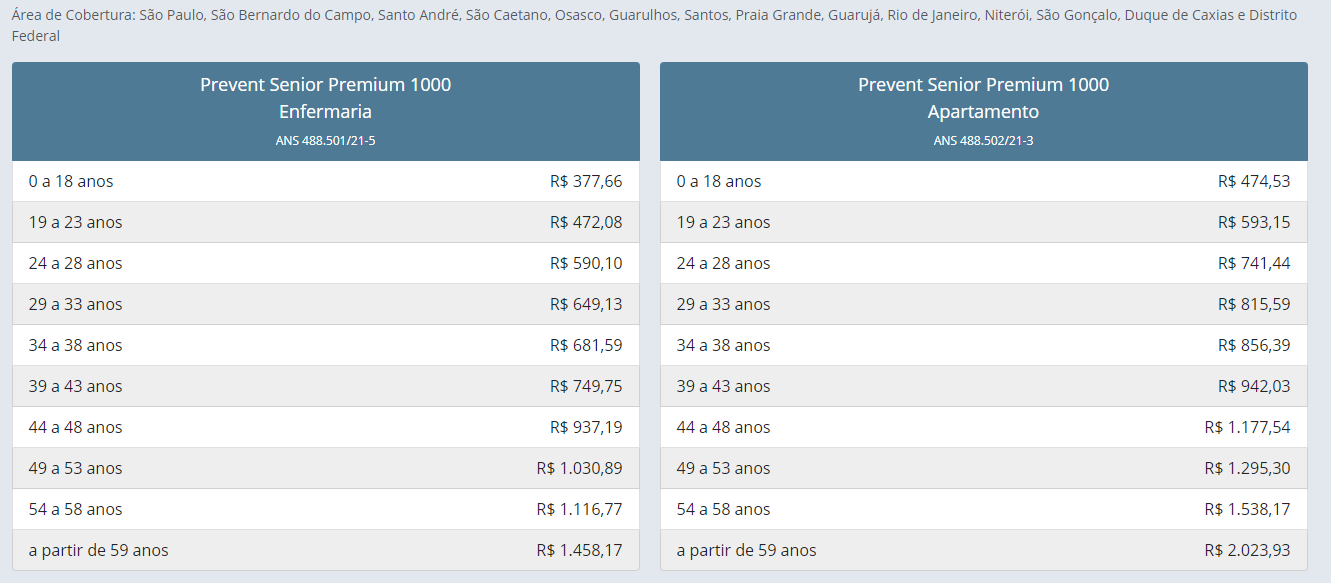 Área de Cobertura: São Paulo, São Bernardo do Campo, Santo André, São Caetano, Osasco, Guarulhos, Santos, Praia Grande, Guarujá, Rio de Janeiro, Niterói, São Gonçalo, Duque de Caxias e Distrito
Federal
Prevent Senior Premium 1000
Enfermaria
ANS 488.501/21-5
0 a 18 anos R$ 377,66
19 a 23 anos R$ 472,08
24 a 28 anos R$ 590,10
29 a 33 anos R$ 649,13
34 a 38 anos R$ 681,59
39 a 43 anos R$ 749,75
44 a 48 anos R$ 937,19
49 a 53 anos R$ 1.030,89
54 a 58 anos R$ 1.116,77
a partir de 59 anos R$ 1.458,17
Prevent Senior Premium 1000
Apartamento
ANS 488.502/21-3
0 a 18 anos R$ 474,53
19 a 23 anos R$ 593,15
24 a 28 anos R$ 741,44
29 a 33 anos R$ 815,59
34 a 38 anos R$ 856,39
39 a 43 anos R$ 942,03
44 a 48 anos R$ 1.177,54
49 a 53 anos R$ 1.295,30
54 a 58 anos R$ 1.538,17
a partir de 59 anos R$ 2.023,93